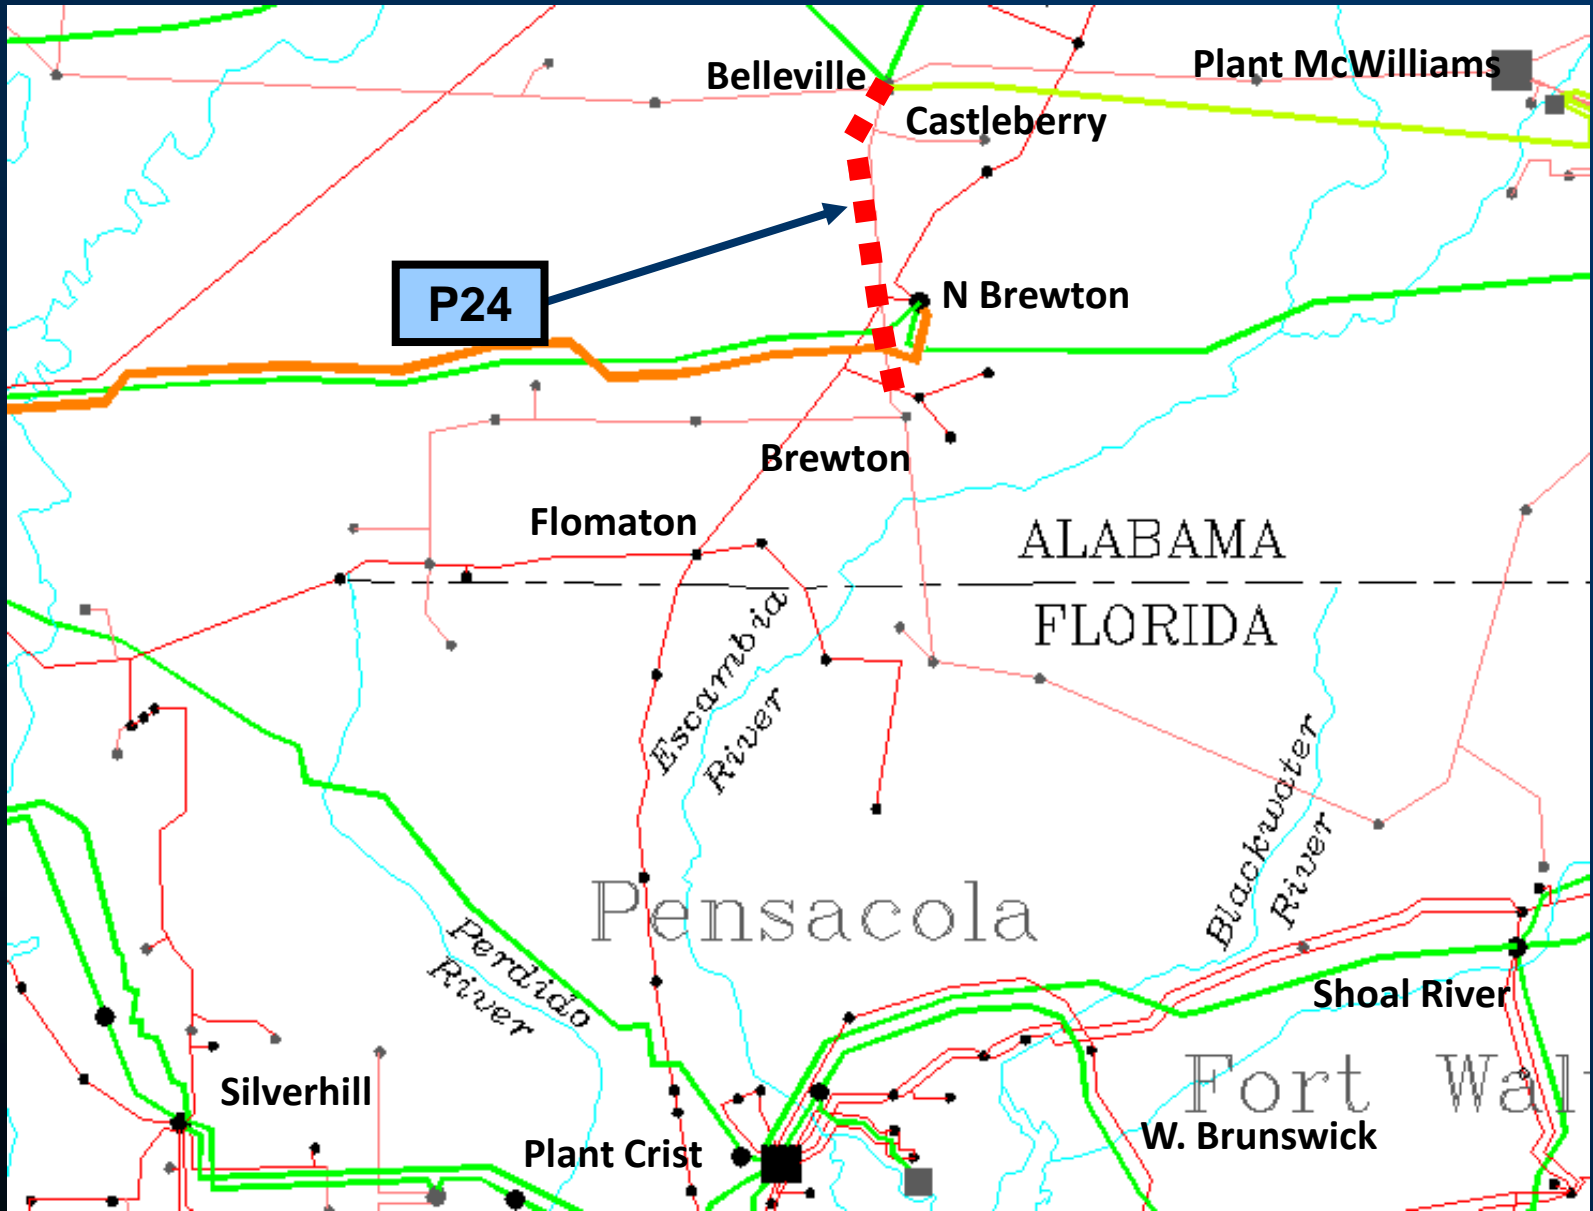 Belleville
Plant McWilliams
Castleberry
P24
N Brewton
Brewton
Flomaton
ALABAMA
FLORIDA
Escambia
River
Blackwater
River
Pensacola
Perdido
River
Shoal River
Silverhill
Fort Wal
Plant Crist
W. Brunswick